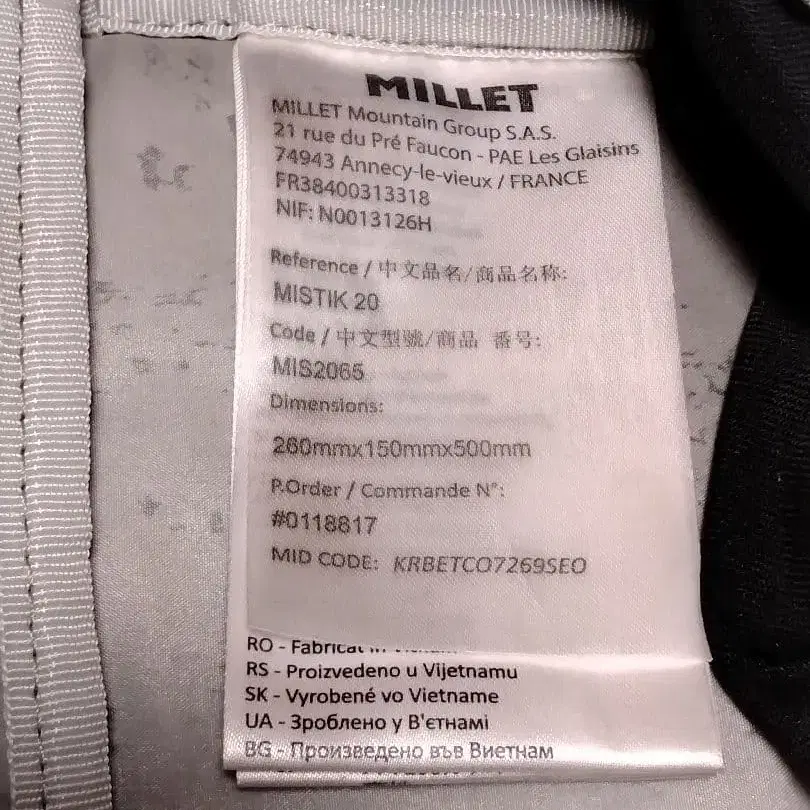 MILLET
MILLET Mountain Group S.A.S.
21 rue du Pré Faucon - PAE Les Glaisins
74943 Annecy-le-vieux / FRANCE
FR38400313318
NIF: N0013126H
Reference / 中文品名/商品名称:
MISTIK 20
Code / 中文型號/商品 番号:
MIS2065
Dimensions:
260mmx150mmx500mm
P.Order / Commande N°:
#0118817
MID CODE: KRBETCO7269SEO
RO - Fabricat în
RS - Proizvedeno u Vijetnamu
SK - Vyrobené vo Vietname
UA - Зроблено у В'єтнамі
BG - Произведено във Виетнам